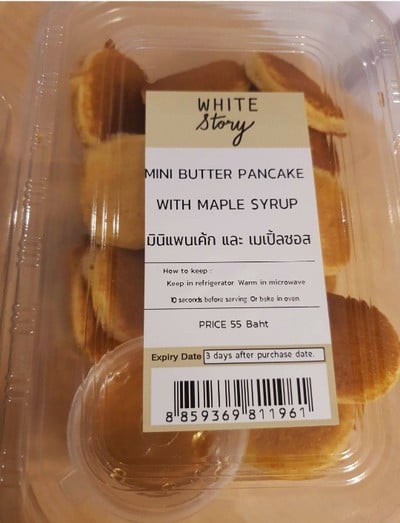 WHITE
Story
MINI BUTTER PANCAKE
WITH MAPLE SYRUP
มินิแพนเค้ก และ เมเปิ้ลซอส
How to keep :
Keep in refrigerator Warm in microwave
10 seconds before serving Or bake in oven
PRICE 55 Baht
Expiry Date 3 days after purchase date.
8 859369 811961